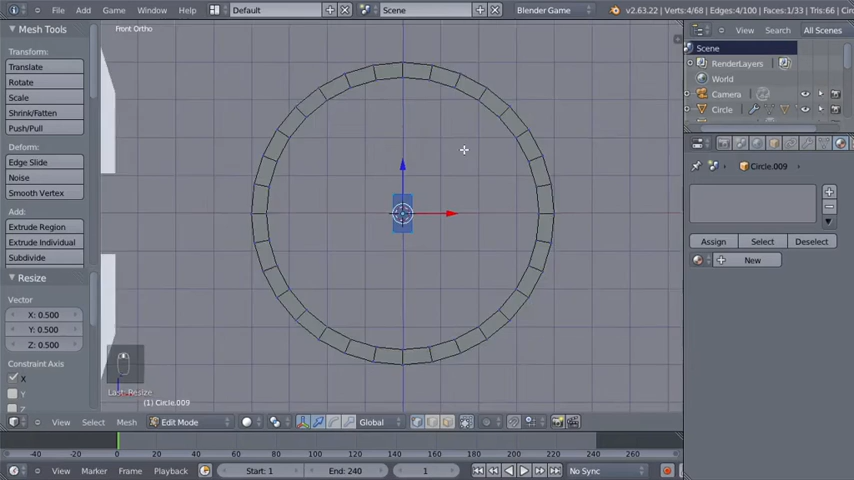 File Add Game Window Help
Default
Scene
Blender Game
v2.63.22 | Verts:4/68 | Edges:4/100 | Faces:1/33 | Tris:66 | Circ
Mesh Tools
Transform:
Translate
Rotate
Scale
Shrink/Fatten
Push/Pull
Deform:
Edge Slide
Noise
Smooth Vertex
Add:
Extrude Region
Extrude Individual
Subdivide
Resize
Vector
X: 0.500
Y: 0.500
Z: 0.500
Constraint Axis
X
Y
Front Ortho
Last: Resize
(1) Circle.009
View Search All Scenes
Scene
RenderLayers
World
Camera
Circle
Circle.009
Assign Select Deselect
New
View Select Mesh
Edit Mode
Global
-40 -20 0 20 40 60 80 100 120 140 160 180 200 220 240 260
View Marker Frame Playback
Start: 1
End: 240
1
No Sync